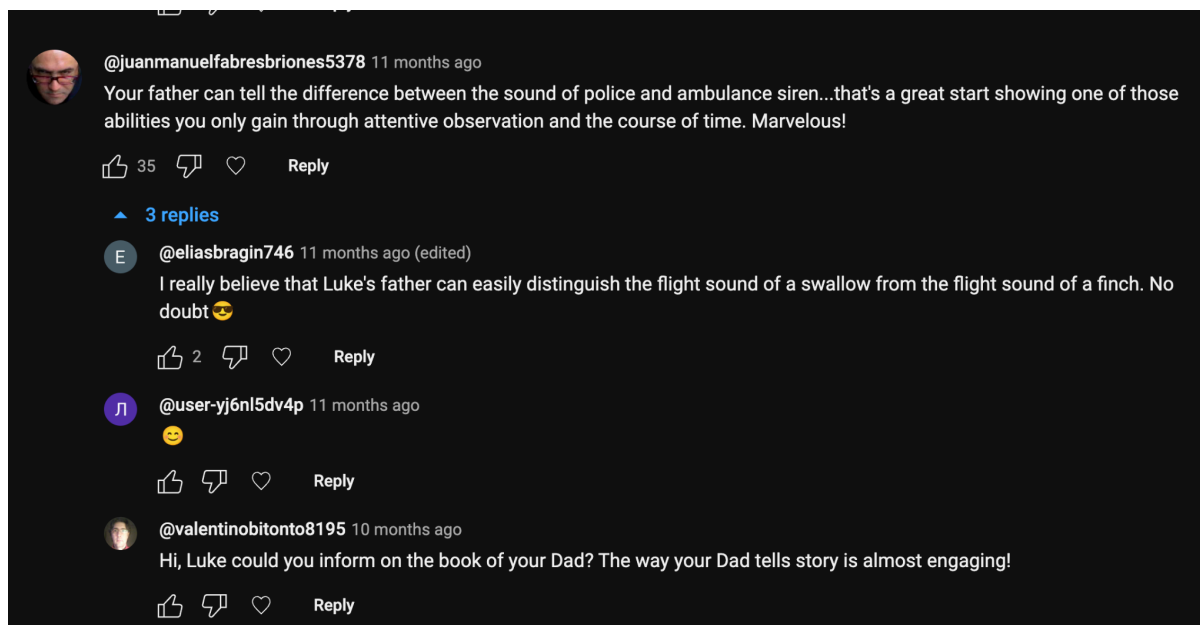 @juanmanuelfabresbriones5378 11 months ago
Your father can tell the difference between the sound of police and ambulance siren...that's a great start showing one of those
abilities you only gain through attentive observation and the course of time. Marvelous!
35 Reply
3 replies
E
@eliasbragin746 11 months ago (edited)
I really believe that Luke's father can easily distinguish the flight sound of a swallow from the flight sound of a finch. No
doubt😎
2 Reply
Л
@user-yj6nl5dv4p 11 months ago
😊
Reply
@valentinobitonto8195 10 months ago
Hi, Luke could you inform on the book of your Dad? The way your Dad tells story is almost engaging!
Reply